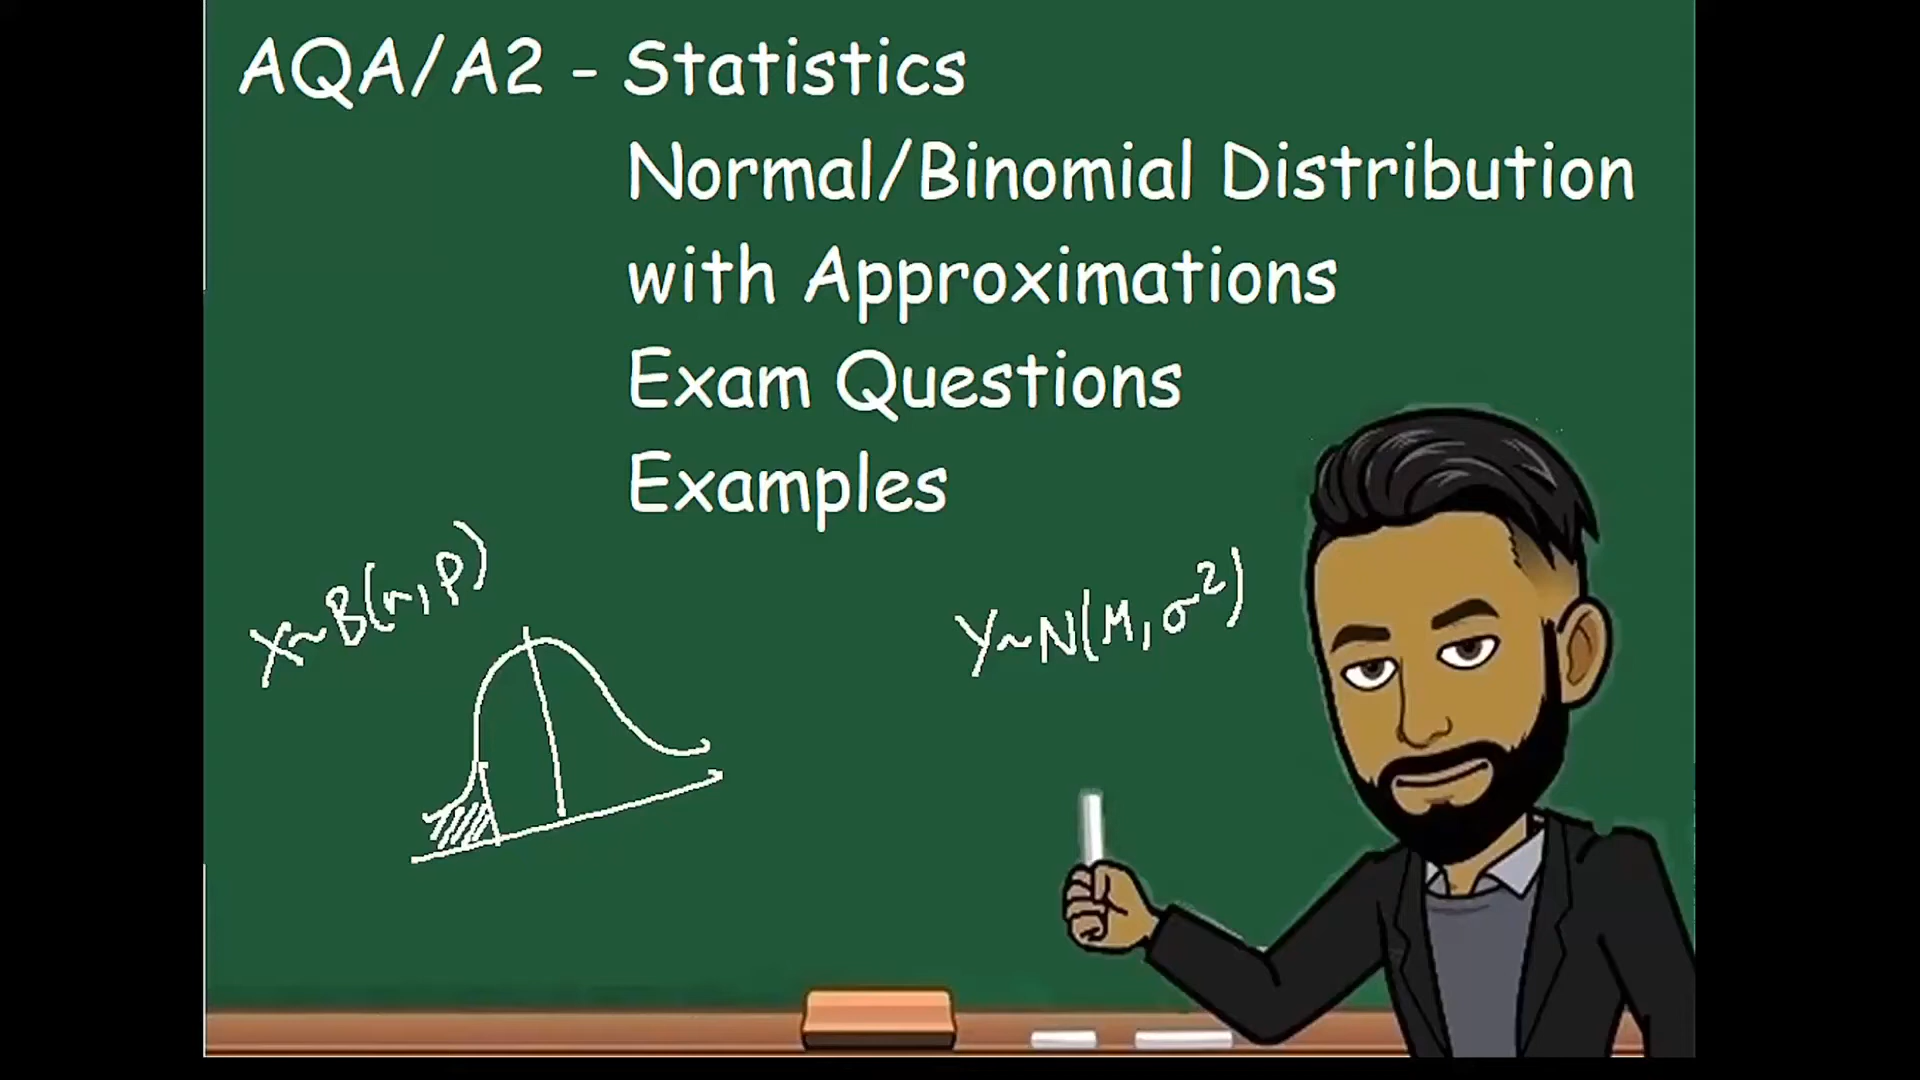 AQA/A2 - Statistics
Normal/Binomial Distribution
with Approximations
Exam Questions
Examples
X~B(n,p)
Y~N(M,σ²)